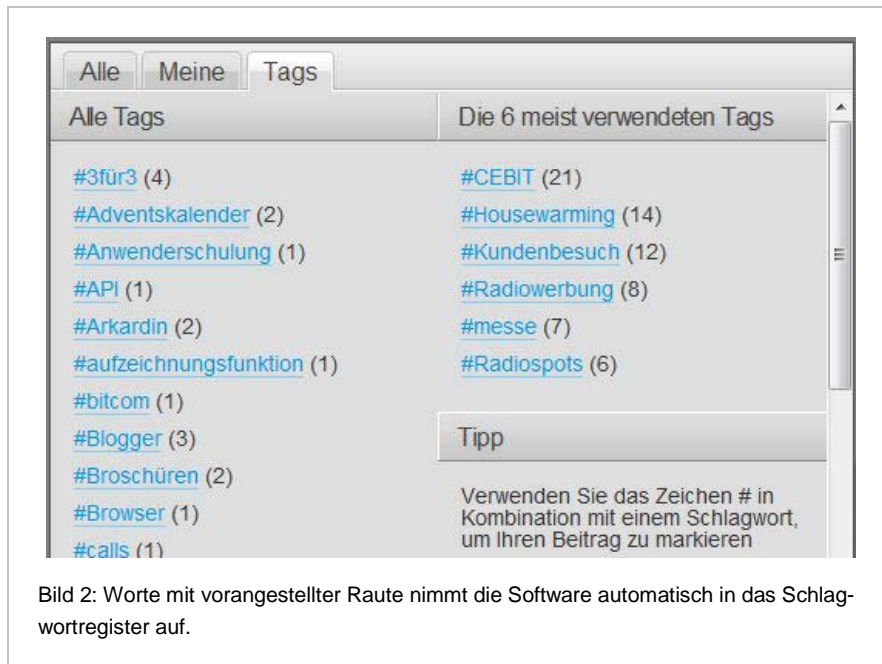 Alle Meine Tags
Alle Tags
#3für3 (4)
#Adventskalender (2)
#Anwenderschulung (1)
#API (1)
#Arkardin (2)
#aufzeichnungsfunktion (1)
#bitcom (1)
#Blogger (3)
#Broschüren (2)
#Browser (1)
#calls (1)
Die 6 meist verwendeten Tags
#CEBIT (21)
#Housewarming (14)
#Kundenbesuch (12)
#Radiowerbung (8)
#messe (7)
#Radiospots (6)
Tipp
Verwenden Sie das Zeichen # in
Kombination mit einem Schlagwort,
um Ihren Beitrag zu markieren
Bild 2: Worte mit vorangestellter Raute nimmt die Software automatisch in das Schlag-
wortregister auf.